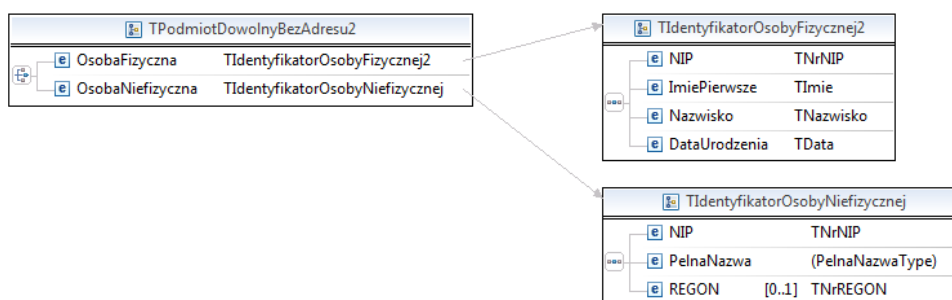 TPodmiotDowolnyBezAdresu2
e OsobaFizyczna TIdentyfikatorOsobyFizycznej2
e OsobaNiefizyczna TIdentyfikatorOsobyNiefizycznej
TIdentyfikatorOsobyFizycznej2
e NIP TNrNIP
e ImiePierwsze TImie
e Nazwisko TNazwisko
e DataUrodzenia TData
TIdentyfikatorOsobyNiefizycznej
e NIP TNrNIP
e PelnaNazwa (PelnaNazwaType)
e REGON [0..1] TNrREGON